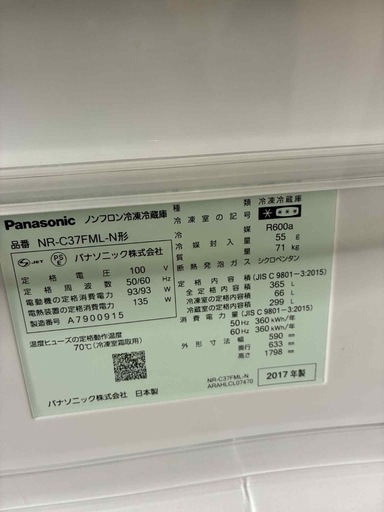 Panasonic ノンフロン冷凍冷蔵庫
品番 NR-C37FML-N形
JET PSE パナソニック株式会社
定格電圧 100 V
定格周波数 50/60 Hz
電動機の定格消費電力 93/93 W
電熱装置の定格消費電力 135 W
製造番号 A7900915
温度ヒューズの定格動作温度
70℃(冷凍室霜取用)
パナソニック株式会社 日本製
種類 冷凍冷蔵庫
冷凍室の記号
冷媒 R600a
冷媒封入量 55 g
71 kg
断熱発泡ガス シクロペンタン
定格内容積 (JIS C 9801-3:2015)
全定格内容積 365 L
冷凍室の定格内容積 66 L
冷蔵室の定格内容積 299 L
消費電力量 (JIS C 9801-3:2015)
50Hz 360 kWh/年
60Hz 360 kWh/年
外形寸法 幅 590 mm
奥行 633 mm
高さ 1798 mm
NR-C37FML-N
ARAHLCL07470
2017年製